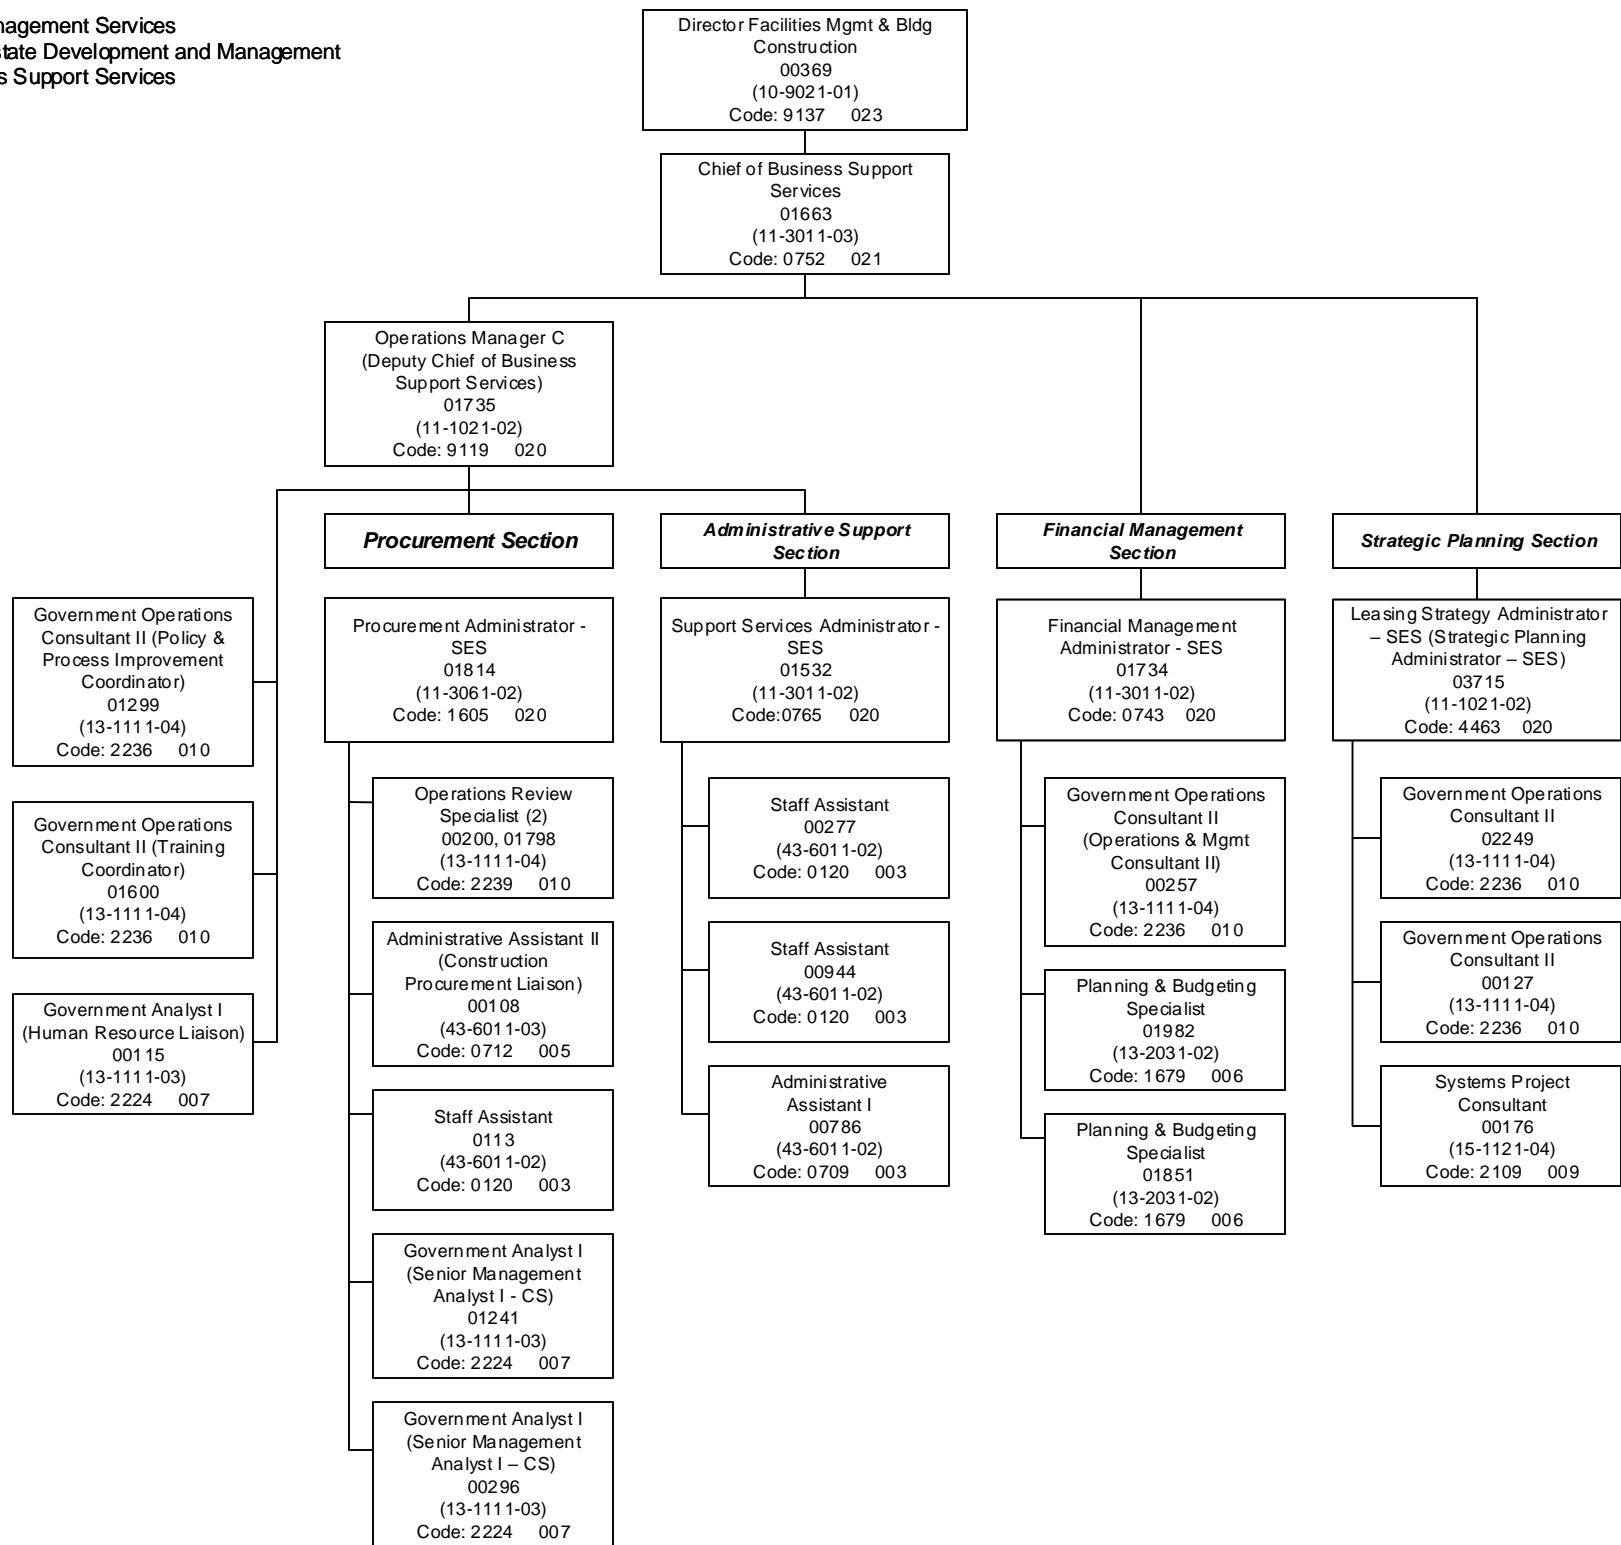 nagement Services
tate Development and Management
s Support Services
Director Facilities Mgmt & Bldg
Construction
00369
(10-9021-01)
Code: 9137 023
Chief of Business Support
Services
01663
(11-3011-03)
Code: 0752 021
Operations Manager C
(Deputy Chief of Business
Support Services)
01735
(11-1021-02)
Code: 9119 020
Government Operations
Consultant II (Policy &
Process Improvement
Coordinator)
01299
(13-1111-04)
Code: 2236 010
Government Operations
Consultant II (Training
Coordinator)
01600
(13-1111-04)
Code: 2236 010
Government Analyst I
(Human Resource Liaison)
00115
(13-1111-03)
Code: 2224 007
Procurement Section
Procurement Administrator -
SES
01814
(11-3061-02)
Code: 1605 020
Operations Review
Specialist (2)
00200, 01798
(13-1111-04)
Code: 2239 010
Administrative Assistant II
(Construction
Procurement Liaison)
00108
(43-6011-03)
Code: 0712 005
Staff Assistant
0113
(43-6011-02)
Code: 0120 003
Government Analyst I
(Senior Management
Analyst I - CS)
01241
(13-1111-03)
Code: 2224 007
Government Analyst I
(Senior Management
Analyst I – CS)
00296
(13-1111-03)
Code: 2224 007
Administrative Support
Section
Support Services Administrator -
SES
01532
(11-3011-02)
Code:0765 020
Staff Assistant
00277
(43-6011-02)
Code: 0120 003
Staff Assistant
00944
(43-6011-02)
Code: 0120 003
Administrative
Assistant I
00786
(43-6011-02)
Code: 0709 003
Financial Management
Section
Financial Management
Administrator - SES
01734
(11-3011-02)
Code: 0743 020
Government Operations
Consultant II
(Operations & Mgmt
Consultant II)
00257
(13-1111-04)
Code: 2236 010
Planning & Budgeting
Specialist
01982
(13-2031-02)
Code: 1679 006
Planning & Budgeting
Specialist
01851
(13-2031-02)
Code: 1679 006
Strategic Planning Section
Leasing Strategy Administrator
– SES (Strategic Planning
Administrator – SES)
03715
(11-1021-02)
Code: 4463 020
Government Operations
Consultant II
02249
(13-1111-04)
Code: 2236 010
Government Operations
Consultant II
00127
(13-1111-04)
Code: 2236 010
Systems Project
Consultant
00176
(15-1121-04)
Code: 2109 009